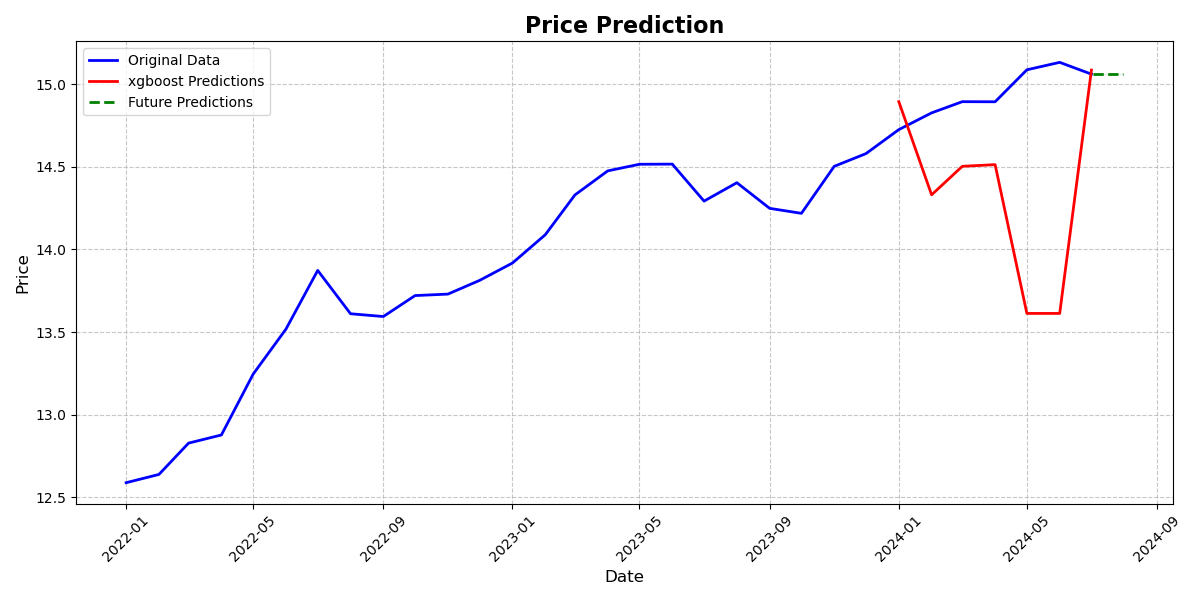 Price Prediction
Original Data
xgboost Predictions
Future Predictions
15.0
14.5
14.0
13.5
13.0
12.5
Price
2022-01
2022-05
2022-09
2023-01
2023-05
2023-09
2024-01
2024-05
2024-09
Date